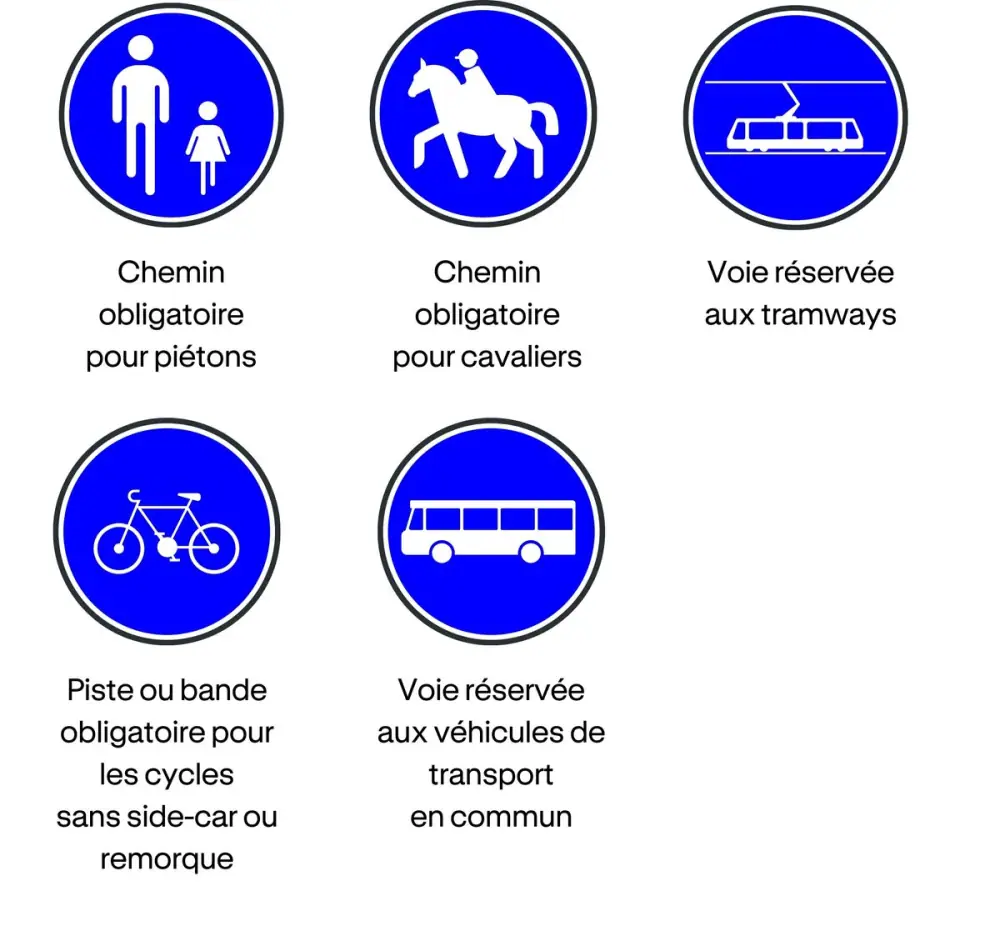 Chemin
obligatoire
pour piétons
Chemin
obligatoire
pour cavaliers
Voie réservée
aux tramways
Piste ou bande
obligatoire pour
les cycles
sans side-car ou
remorque
Voie réservée
aux véhicules de
transport
en commun